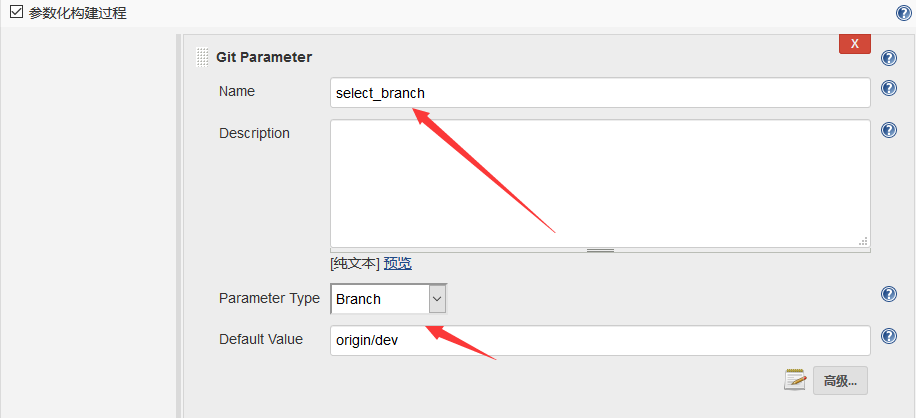 参数化构建过程
X
Git Parameter
Name
select_branch
Description
[纯文本] 预览
Parameter Type
Branch
Default Value
origin/dev
高级...